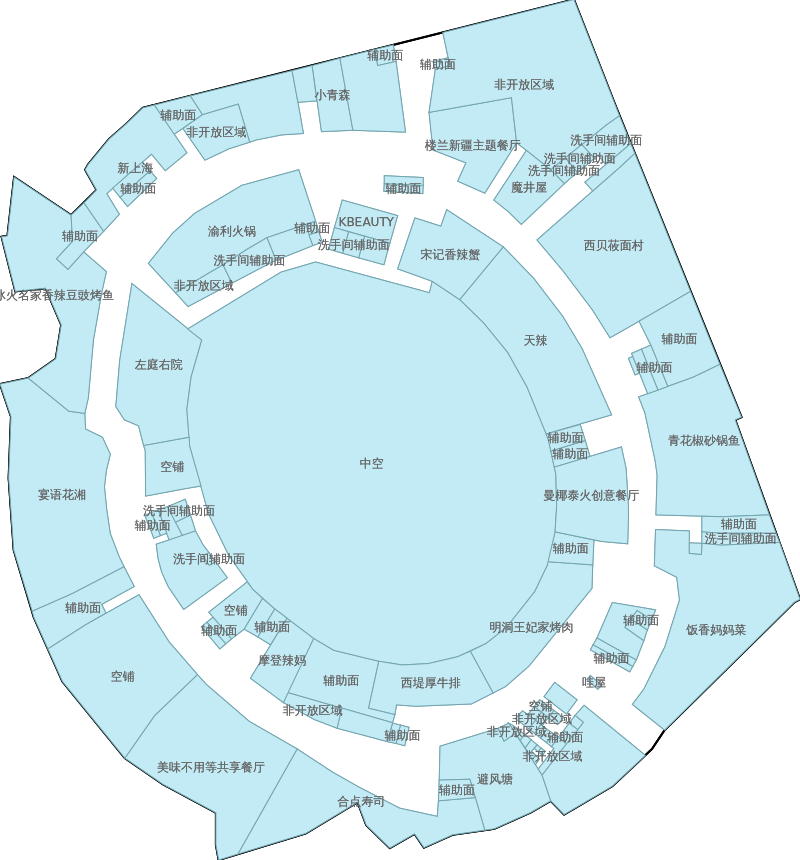 辅助面
辅助面
非开放区域
小青森
辅助面
非开放区域
楼兰新疆主题餐厅
洗手间辅助面
洗手间辅助面
洗手间辅助面
新上海
辅助面
辅助面
魔井屋
KBEAUTY
辅助面
渝利火锅
辅助面
洗手间辅助面
西贝莜面村
宋记香辣蟹
洗手间辅助面
非开放区域
冰火名家香辣豆豉烤鱼
天辣
辅助面
左庭右院
辅助面
辅助面
辅助面
青花椒砂锅鱼
中空
空铺
宴语花湘
曼椰泰火创意餐厅
洗手间辅助面
辅助面
辅助面
洗手间辅助面
辅助面
洗手间辅助面
辅助面
空铺
辅助面
辅助面
辅助面
明洞王妃家烤肉
饭香妈妈菜
摩登辣妈
辅助面
空铺
辅助面
西堤厚牛排
哇屋
非开放区域
空铺
非开放区域
非开放区域
辅助面
辅助面
非开放区域
美味不用等共享餐厅
避风塘
辅助面
合点寿司